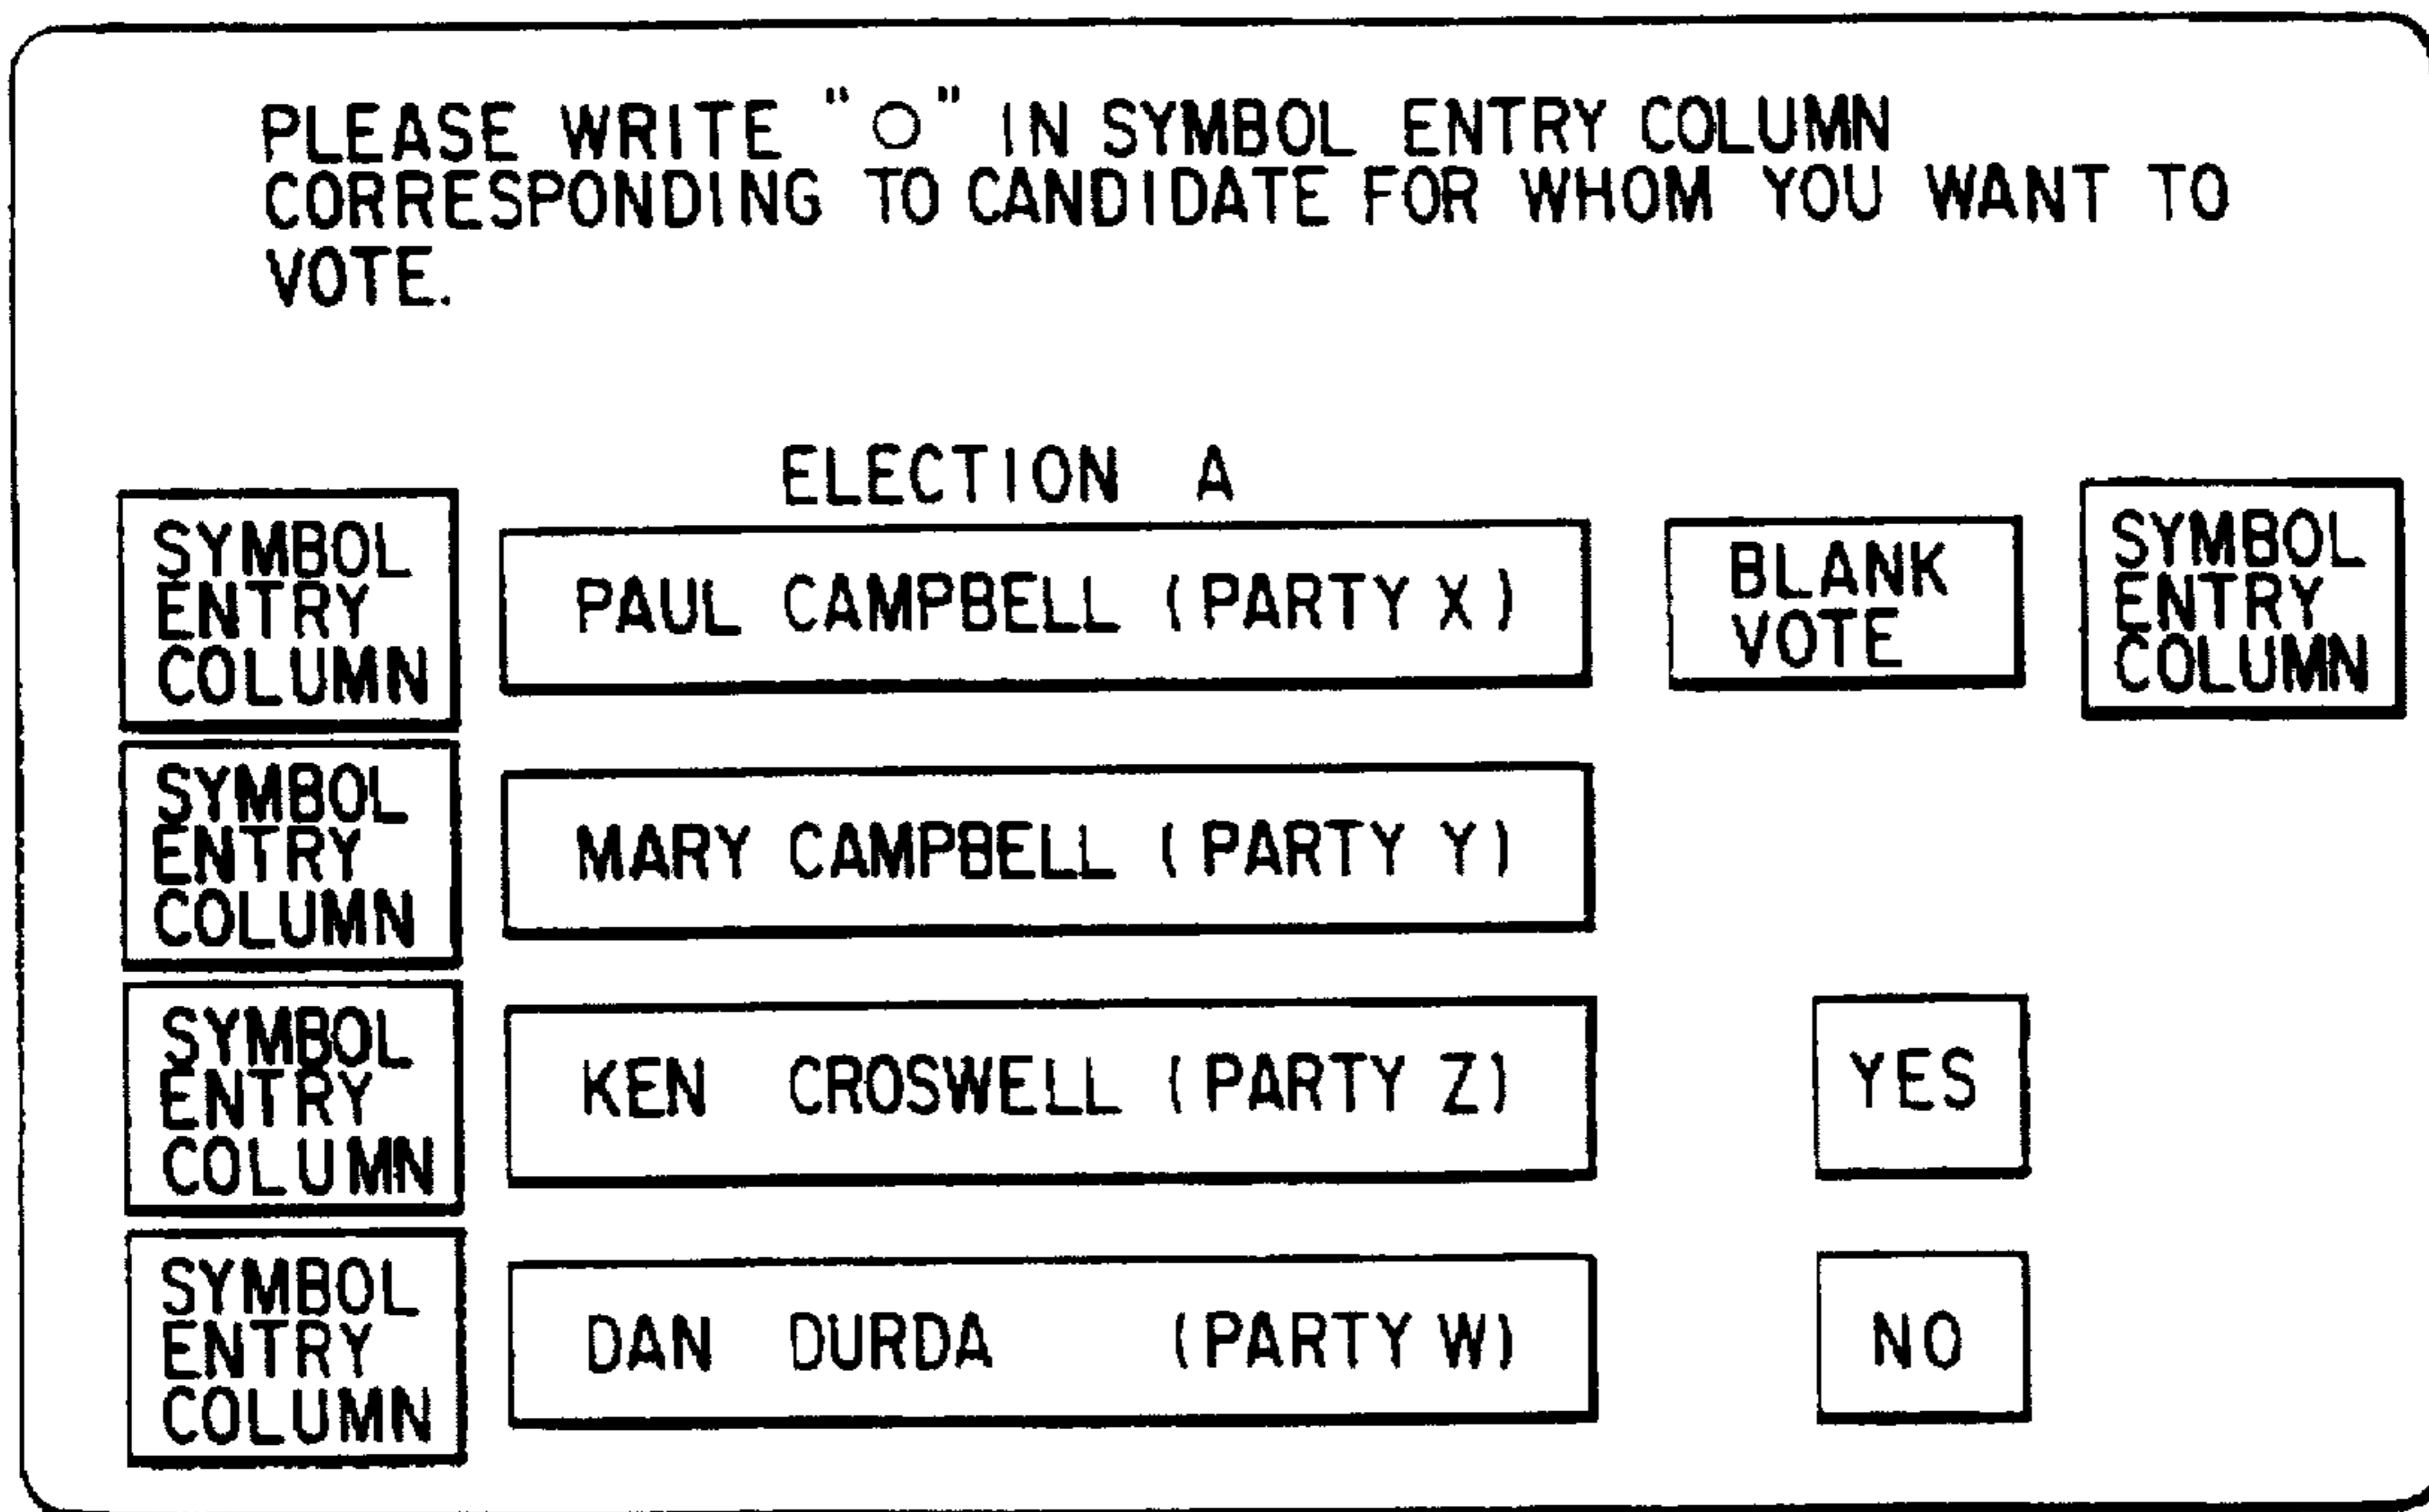 PLEASE WRITE "○" IN SYMBOL ENTRY COLUMN
CORRESPONDING TO CANDIDATE FOR WHOM YOU WANT TO
VOTE.
ELECTION A
SYMBOL
ENTRY
COLUMN
PAUL CAMPBELL (PARTY X)
BLANK
VOTE
SYMBOL
ENTRY
COLUMN
SYMBOL
ENTRY
COLUMN
MARY CAMPBELL (PARTY Y)
SYMBOL
ENTRY
COLUMN
KEN CROSWELL (PARTY Z)
YES
SYMBOL
ENTRY
COLUMN
DAN DURDA (PARTY W)
NO